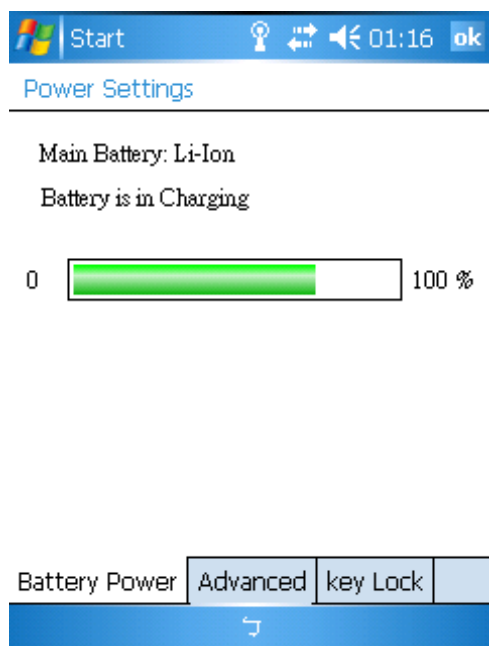 Start 01:16 ok
Power Settings
Main Battery: Li-Ion
Battery is in Charging
0 100 %
Battery Power Advanced key Lock